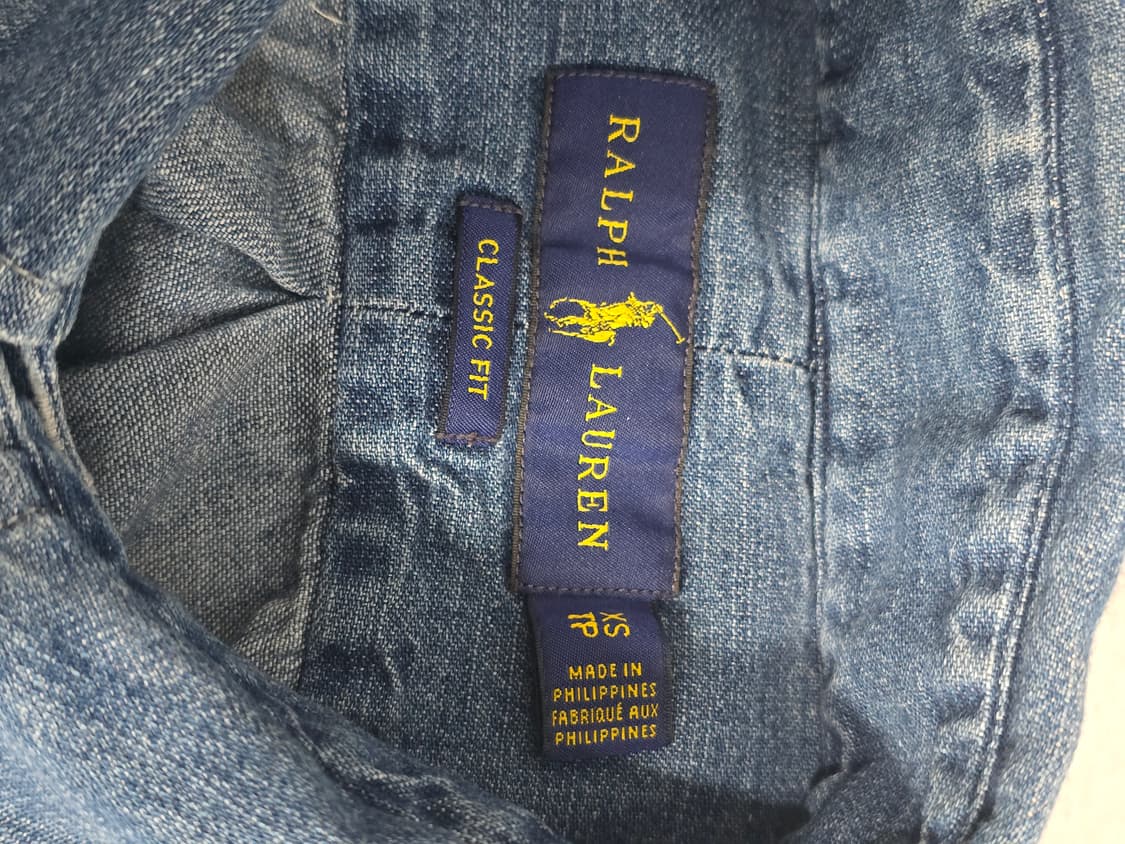 RALPH LAUREN
CLASSIC FIT
XS
TP
MADE IN
PHILIPPINES
FABRIQUÉ AUX
PHILIPPINES